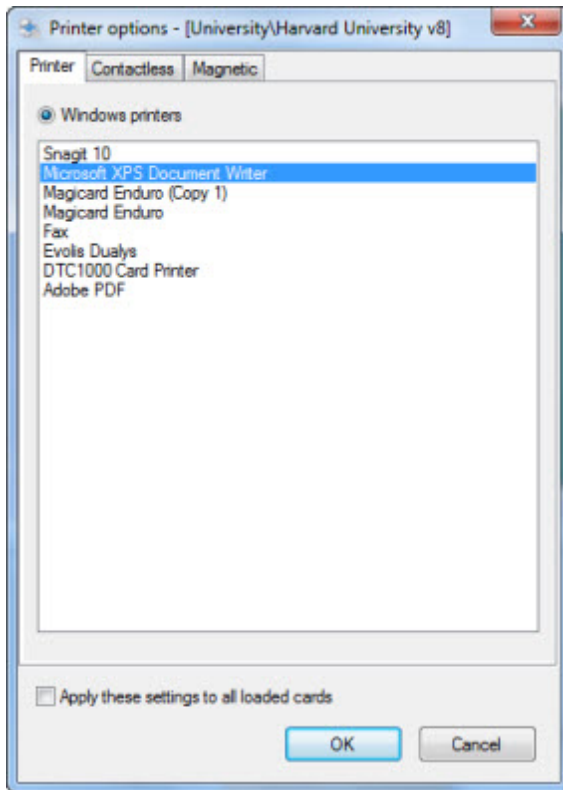 Printer options - [University\Harvard University v8]
Printer Contactless Magnetic
Windows printers
Snagit 10
Microsoft XPS Document Writer
Magicard Enduro (Copy 1)
Magicard Enduro
Fax
Evolis Dualys
DTC1000 Card Printer
Adobe PDF
Apply these settings to all loaded cards
OK Cancel